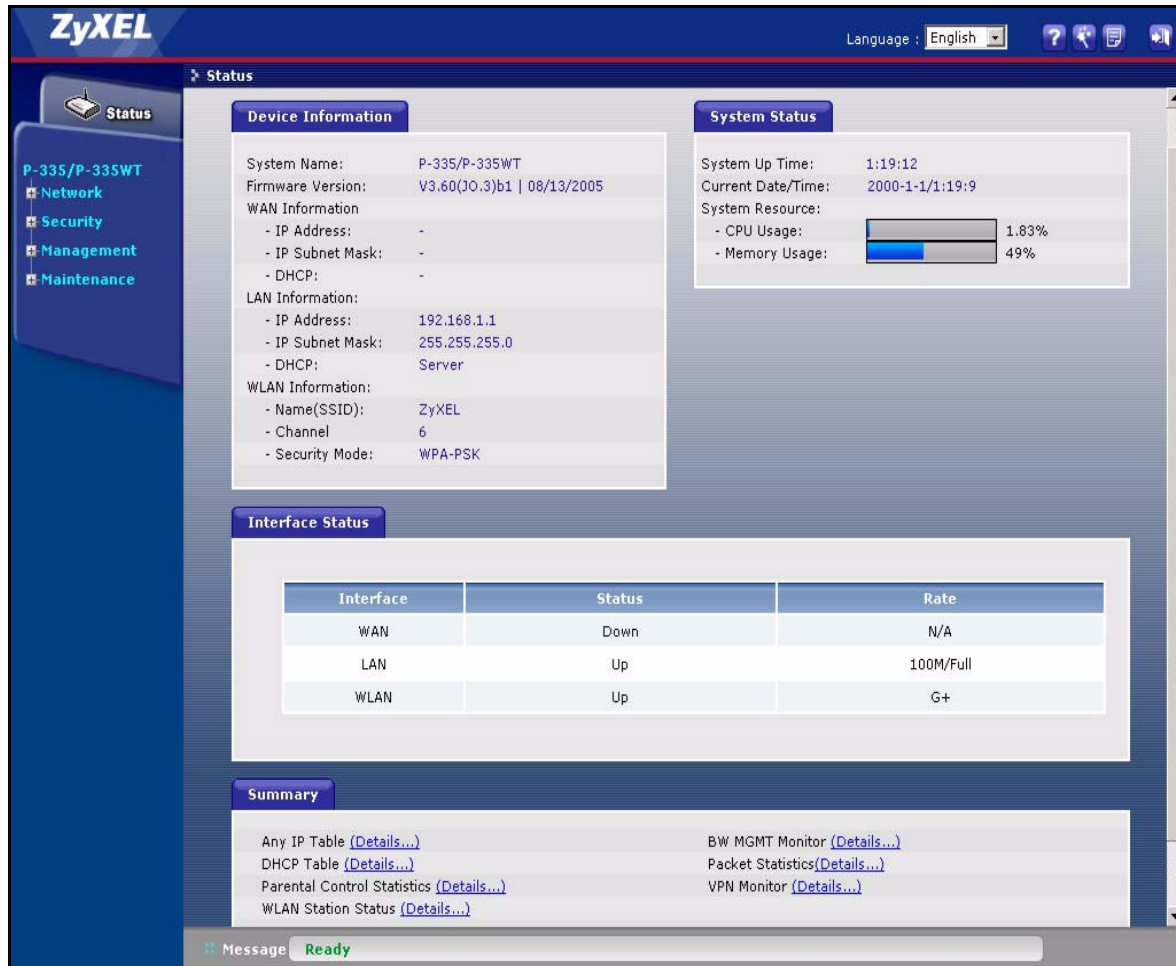 ZyXEL
Language : English
Status
Status
P-335/P-335WT
Network
Security
Management
Maintenance
Device Information
System Name: P-335/P-335WT
Firmware Version: V3.60(JO.3)b1 | 08/13/2005
WAN Information
- IP Address: -
- IP Subnet Mask: -
- DHCP: -
LAN Information:
- IP Address: 192.168.1.1
- IP Subnet Mask: 255.255.255.0
- DHCP: Server
WLAN Information:
- Name(SSID): ZyXEL
- Channel 6
- Security Mode: WPA-PSK
System Status
System Up Time: 1:19:12
Current Date/Time: 2000-1-1/1:19:9
System Resource:
- CPU Usage: 1.83%
- Memory Usage: 49%
Interface Status
Interface Status Rate
WAN Down N/A
LAN Up 100M/Full
WLAN Up G+
Summary
Any IP Table (Details...)
DHCP Table (Details...)
Parental Control Statistics (Details...)
WLAN Station Status (Details...)
BW MGMT Monitor (Details...)
Packet Statistics(Details...)
VPN Monitor (Details...)
Message Ready